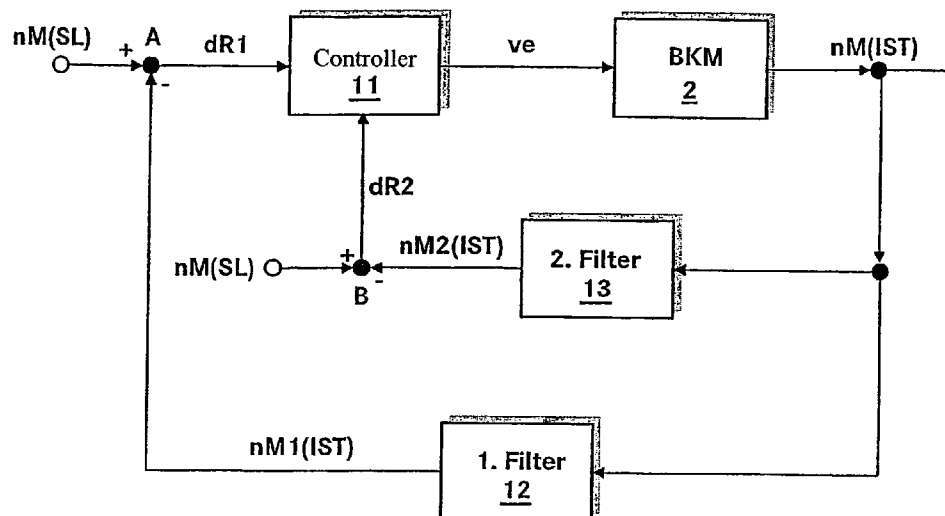 nM(SL)
A
dR1
Controller
11
ve
BKM
2
nM(IST)
+
-
dR2
nM(SL)
+
-
B
nM2(IST)
2. Filter
13
nM1(IST)
1. Filter
12